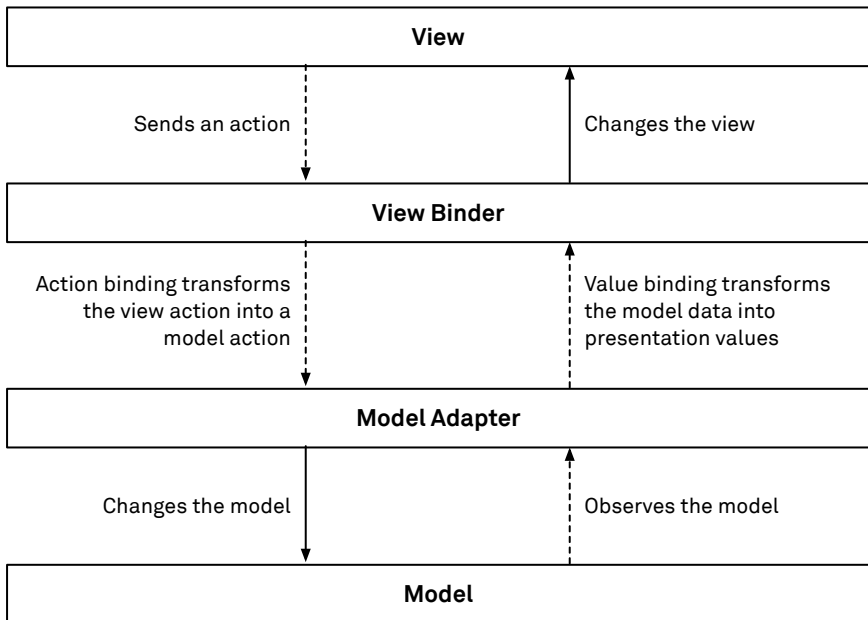 View
Sends an action
Changes the view
View Binder
Action binding transforms
the view action into a
model action
Value binding transforms
the model data into
presentation values
Model Adapter
Changes the model
Observes the model
Model